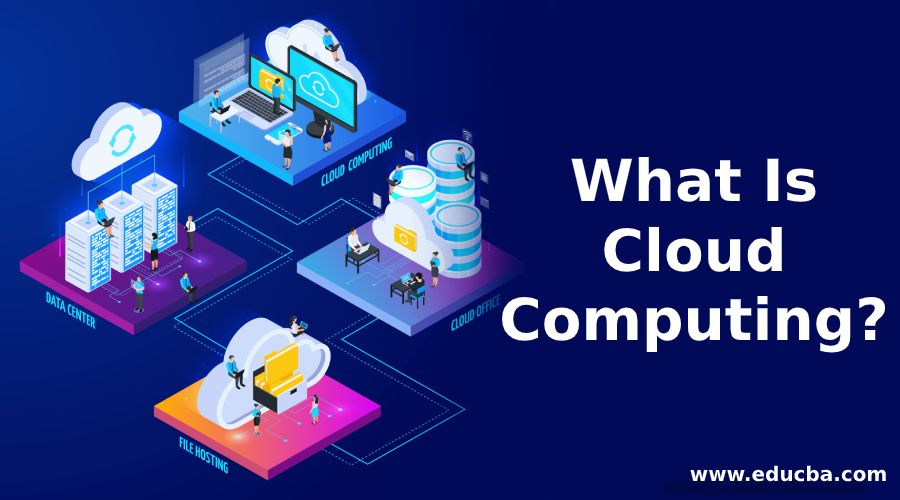 CLOUD COMPUTING
DATA CENTER
CLOUD OFFICE
FILE HOSTING
What Is
Cloud
Computing?
www.educba.com